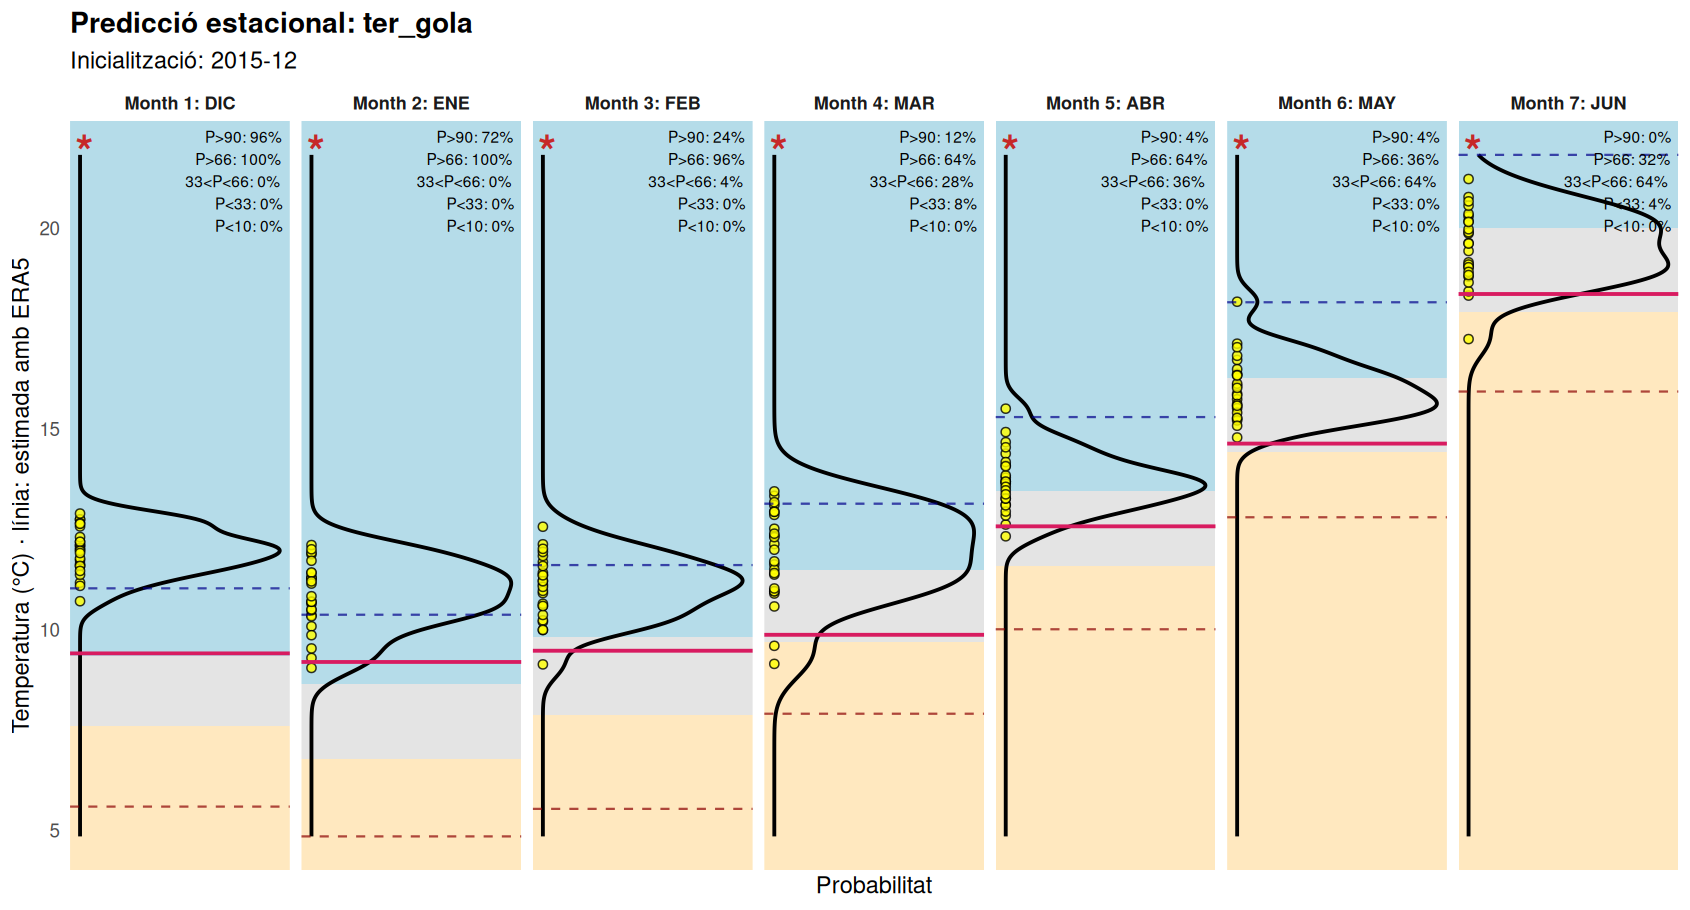 Predicció estacional: ter_gola
Inicialització: 2015-12
Month 1: DIC
Month 2: ENE
Month 3: FEB
Month 4: MAR
Month 5: ABR
Month 6: MAY
Month 7: JUN
*
P>90: 96%
P>66: 100%
33<P<66: 0%
P<33: 0%
P<10: 0%
*
P>90: 72%
P>66: 100%
33<P<66: 0%
P<33: 0%
P<10: 0%
*
P>90: 24%
P>66: 96%
33<P<66: 4%
P<33: 0%
P<10: 0%
*
P>90: 12%
P>66: 64%
33<P<66: 28%
P<33: 8%
P<10: 0%
*
P>90: 4%
P>66: 64%
33<P<66: 36%
P<33: 0%
P<10: 0%
*
P>90: 4%
P>66: 36%
33<P<66: 64%
P<33: 0%
P<10: 0%
*
P>90: 0%
P>66: 32%
33<P<66: 64%
P<33: 4%
P<10: 0%
20
15
10
5
Temperatura (°C) · línia: estimada amb ERA5
Probabilitat